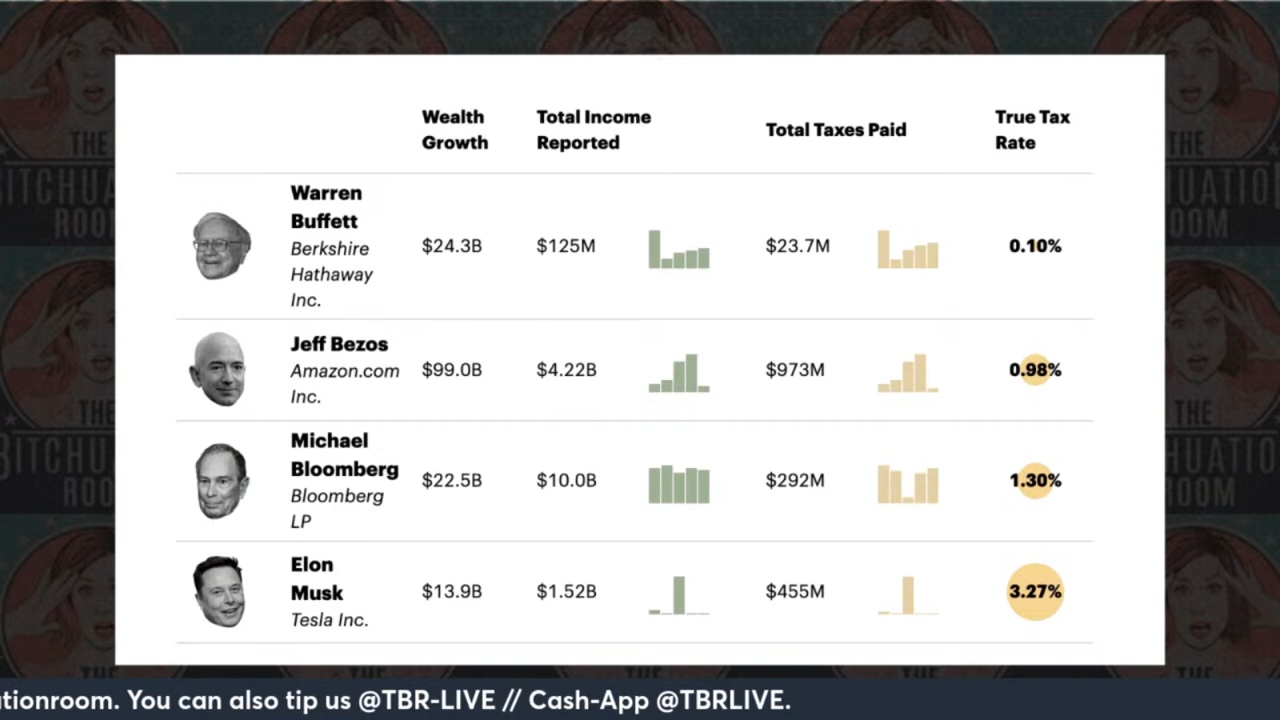 Wealth Growth
Total Income Reported
Total Taxes Paid
True Tax Rate
Warren
Buffett
Berkshire
Hathaway
Inc.
$24.3B
$125M
$23.7M
0.10%
Jeff Bezos
Amazon.com
Inc.
$99.0B
$4.22B
$973M
0.98%
Michael
Bloomberg
Bloomberg
LP
$22.5B
$10.0B
$292M
1.30%
Elon
Musk
Tesla Inc.
$13.9B
$1.52B
$455M
3.27%
THE
BITCHUATION
ROOM
ationroom. You can also tip us @TBR-LIVE // Cash-App @TBRLIVE.